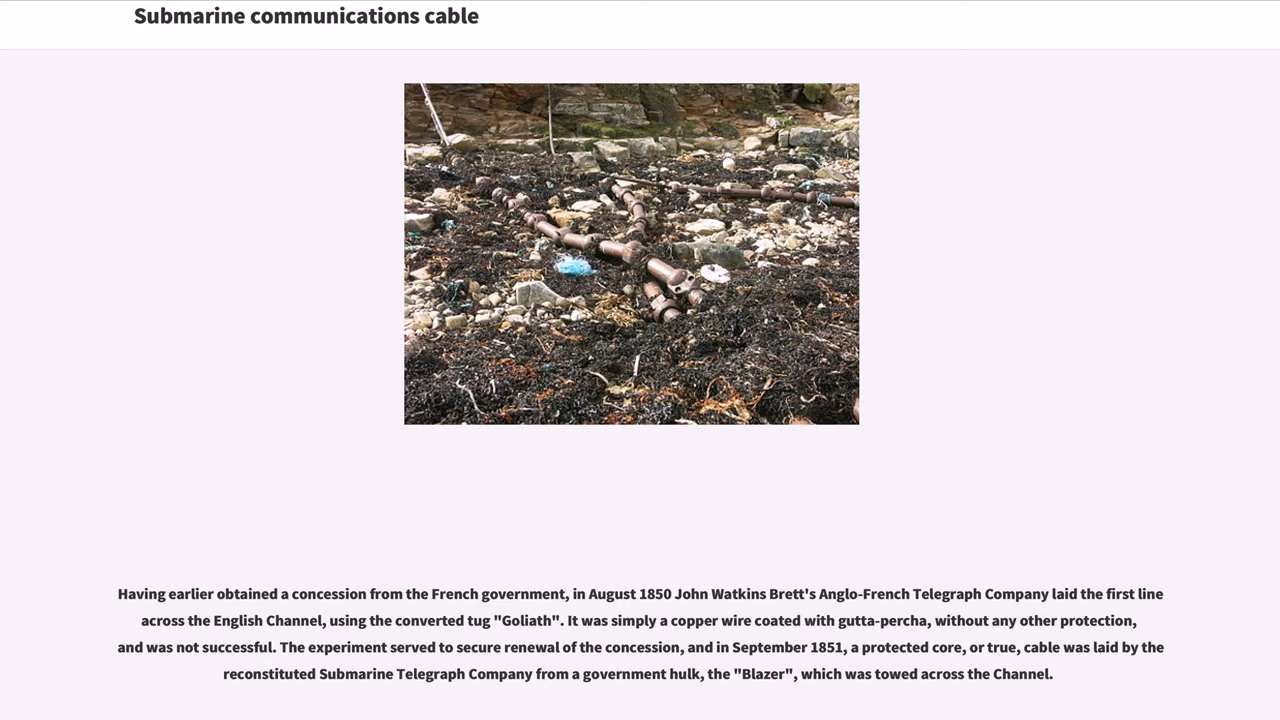 Submarine communications cable
Having earlier obtained a concession from the French government, in August 1850 John Watkins Brett's Anglo-French Telegraph Company laid the first line
across the English Channel, using the converted tug "Goliath". It was simply a copper wire coated with gutta-percha, without any other protection,
and was not successful. The experiment served to secure renewal of the concession, and in September 1851, a protected core, or true, cable was laid by the
reconstituted Submarine Telegraph Company from a government hulk, the "Blazer", which was towed across the Channel.